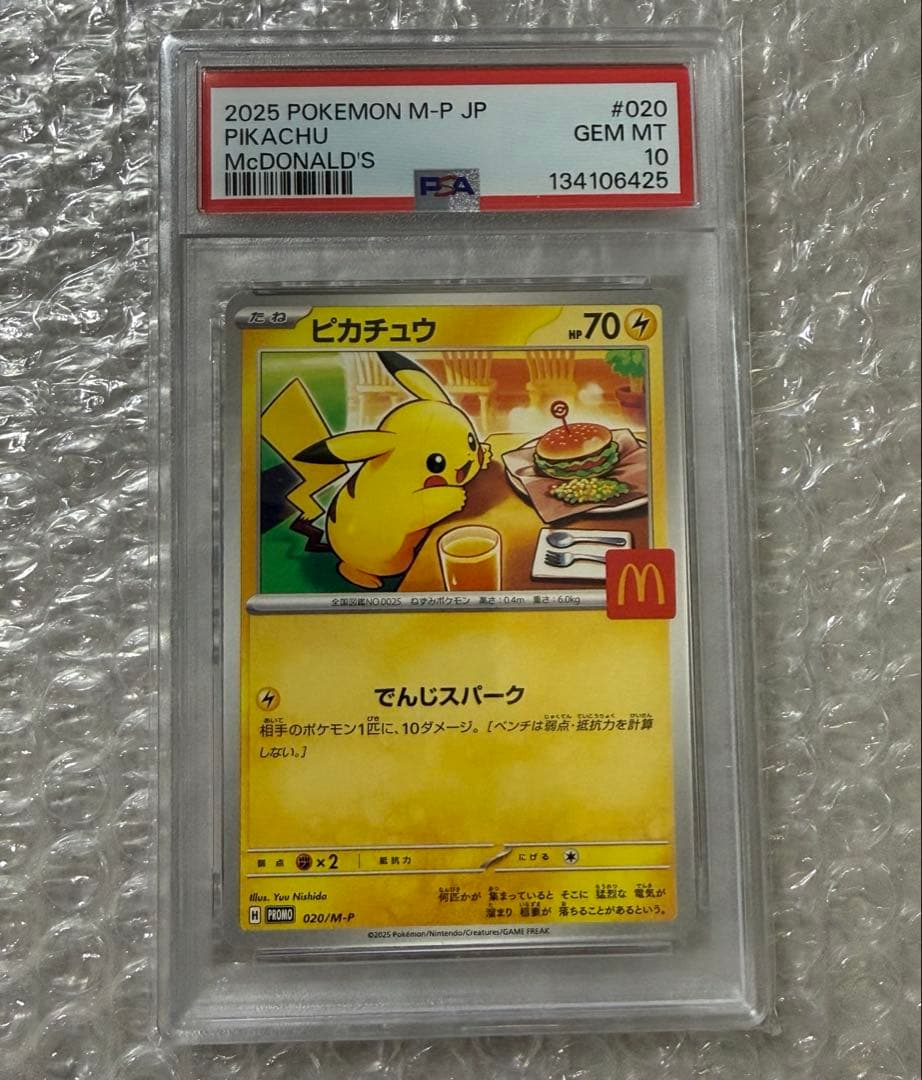 2025 POKEMON M-P JP #020
PIKACHU GEM MT
McDONALD'S 10
PSA 134106425
たね ピカチュウ HP70
全国図鑑NO.0025 ねずみポケモン 高さ:0.4m 重さ:6.0kg
でんじスパーク
相手のポケモン1匹に、10ダメージ。[ベンチは弱点・抵抗力を計算
しない。]
弱点 ×2 抵抗力 にげる
Illus. Yuu Nishida
何匹かが 集まっていると そこに 猛烈な 電気が
溜まり 稲妻が 落ちることがあるという。
H PROMO 020/M-P
©2025 Pokémon/Nintendo/Creatures/GAME FREAK